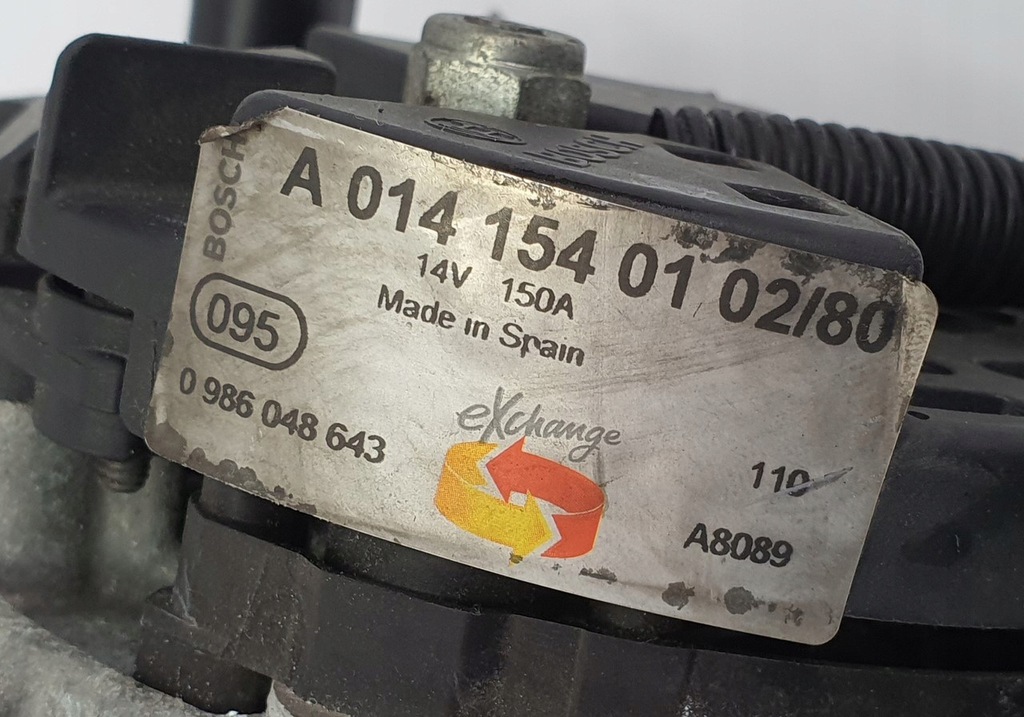 BOSCH
A 014 154 01 02/80
14V 150A
Made in Spain
095
0 986 048 643
eXchange
110
A8089
BOSCH